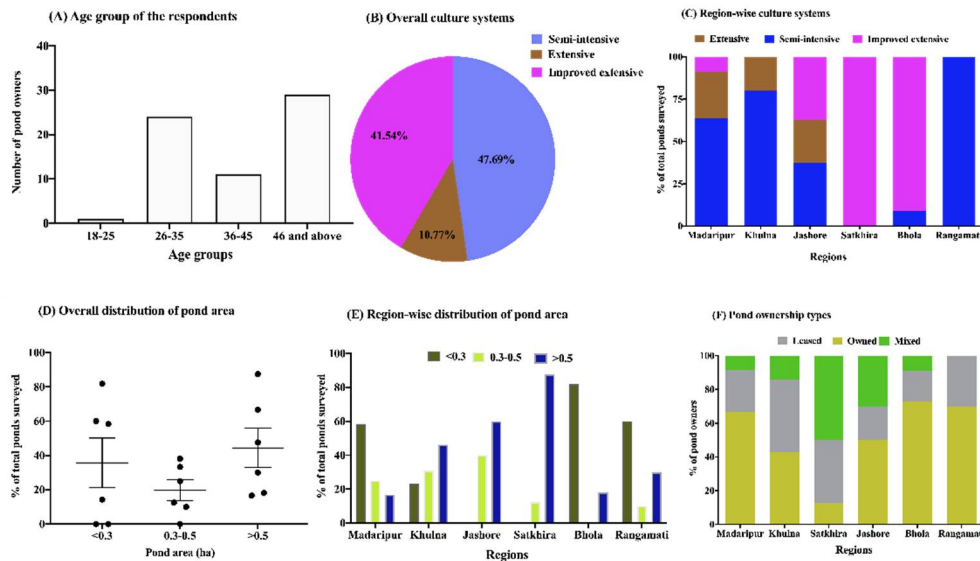 (A) Age group of the respondents
Number of pond owners
40
30
20
10
0
18-25 26-35 36-45 46 and above
Age groups
(B) Overall culture systems
Semi-intensive
Extensive
Improved extensive
41.54%
47.69%
10.77%
(C) Region-wise culture systems
Extensive Semi-intensive Improved extensive
% of total ponds surveyed
100
75
50
25
0
Madaripur Khulna Jashore Satkhira Bhola Rangamati
Regions
(D) Overall distribution of pond area
% of total ponds surveyed
100
80
60
40
20
0
<0.3 0.3-0.5 >0.5
Pond area (ha)
(E) Region-wise distribution of pond area
<0.3 0.3-0.5 >0.5
% of total ponds surveyed
100
80
60
40
20
0
Madaripur Khulna Jashore Satkhira Bhola Rangamati
Regions
(F) Pond ownership types
Leased Owned Mixed
% of pond owners
100
80
60
40
20
0
Madaripur Khulna Satkhira Jashore Bhola Rangamati
Regions